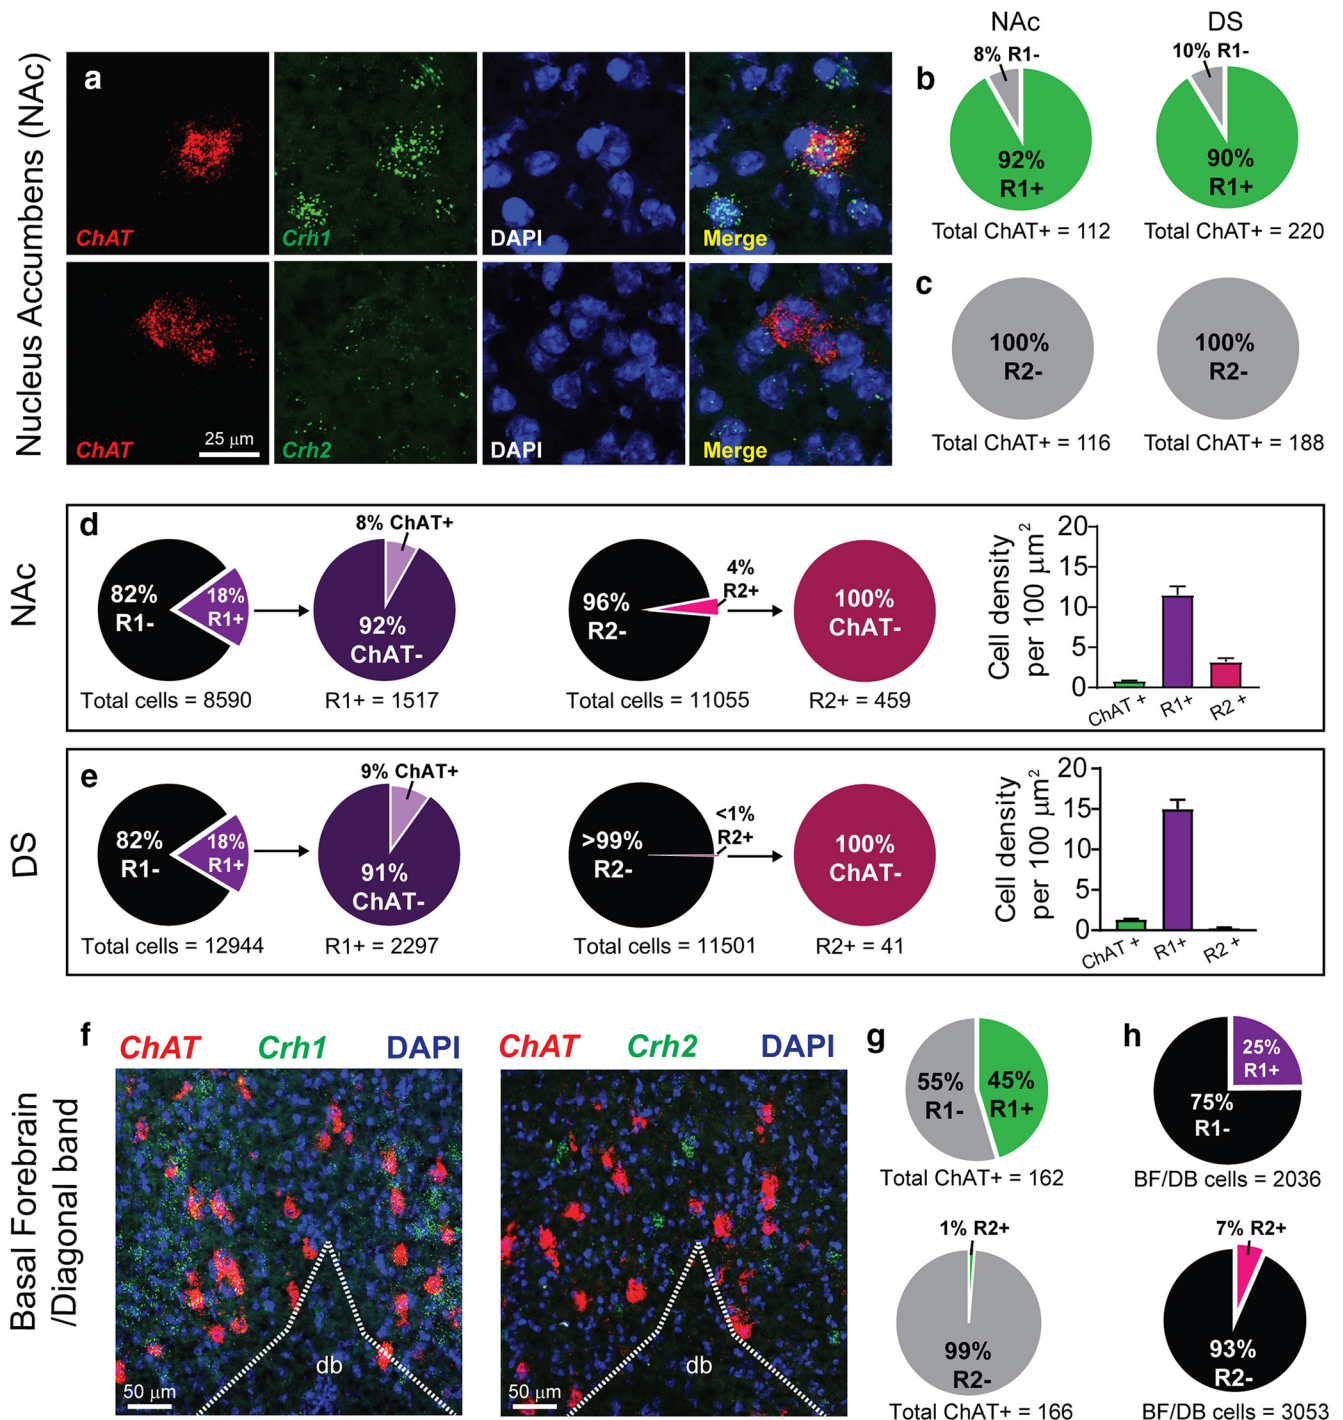 Nucleus Accumbens (NAc)
a
ChAT
Crh1
DAPI
Merge
ChAT
25 µm
Crh2
DAPI
Merge
NAc
DS
b
8% R1-
92%
R1+
Total ChAT+ = 112
10% R1-
90%
R1+
Total ChAT+ = 220
c
100%
R2-
Total ChAT+ = 116
100%
R2-
Total ChAT+ = 188
NAc
d
82%
R1-
18%
R1+
Total cells = 8590
8% ChAT+
92%
ChAT-
R1+ = 1517
96%
R2-
4%
R2+
Total cells = 11055
100%
ChAT-
R2+ = 459
Cell density
per 100 µm²
20
15
10
5
0
ChAT +
R1+
R2 +
DS
e
82%
R1-
18%
R1+
Total cells = 12944
9% ChAT+
91%
ChAT-
R1+ = 2297
>99%
R2-
<1%
R2+
Total cells = 11501
100%
ChAT-
R2+ = 41
Cell density
per 100 µm²
20
15
10
5
0
ChAT +
R1+
R2 +
Basal Forebrain
/Diagonal band
f
ChAT Crh1 DAPI
db
50 µm
ChAT Crh2 DAPI
db
50 µm
g
55%
R1-
45%
R1+
Total ChAT+ = 162
1% R2+
99%
R2-
Total ChAT+ = 166
h
25%
R1+
75%
R1-
BF/DB cells = 2036
7% R2+
93%
R2-
BF/DB cells = 3053